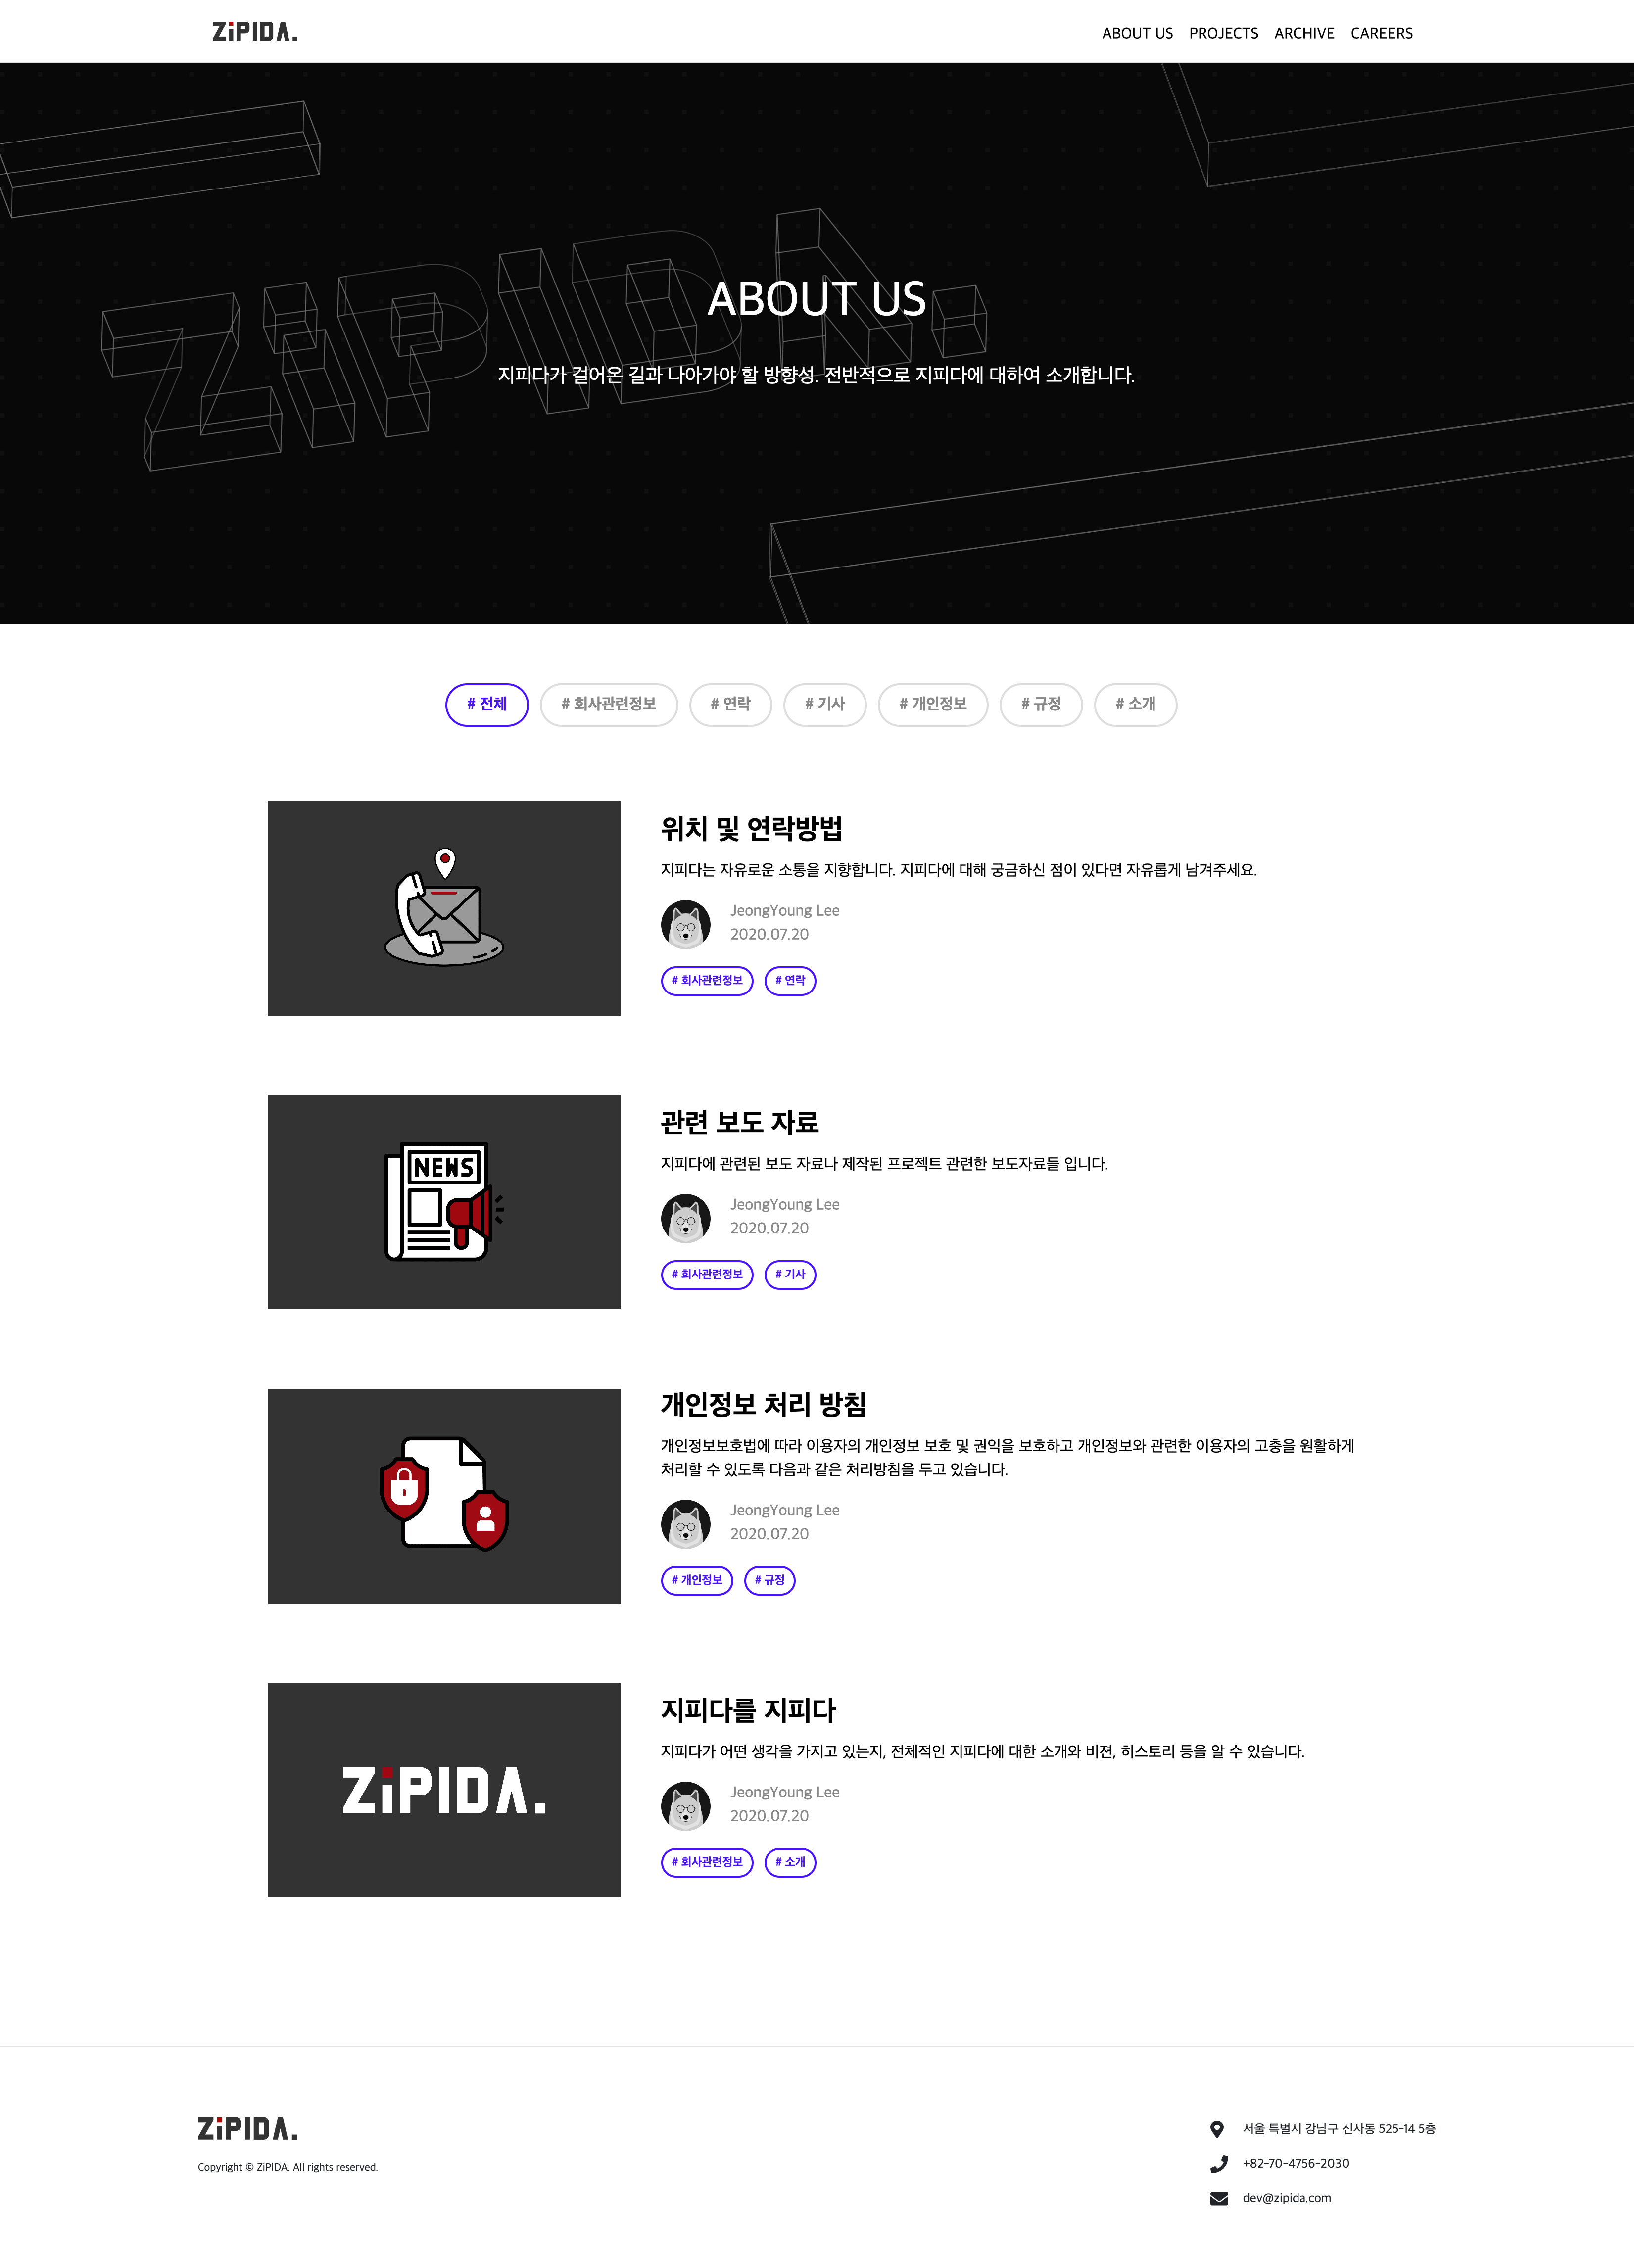 ZiPIDA.
ABOUT US PROJECTS ARCHIVE CAREERS
ZiPIDA.
ABOUT US
지피다가 걸어온 길과 나아가야 할 방향성. 전반적으로 지피다에 대하여 소개합니다.
# 전체 # 회사관련정보 # 연락 # 기사 # 개인정보 # 규정 # 소개
위치 및 연락방법
지피다는 자유로운 소통을 지향합니다. 지피다에 대해 궁금하신 점이 있다면 자유롭게 남겨주세요.
JeongYoung Lee
2020.07.20
# 회사관련정보 # 연락
NEWS
관련 보도 자료
지피다에 관련된 보도 자료나 제작된 프로젝트 관련한 보도자료들 입니다.
JeongYoung Lee
2020.07.20
# 회사관련정보 # 기사
개인정보 처리 방침
개인정보보호법에 따라 이용자의 개인정보 보호 및 권익을 보호하고 개인정보와 관련한 이용자의 고충을 원활하게
처리할 수 있도록 다음과 같은 처리방침을 두고 있습니다.
JeongYoung Lee
2020.07.20
# 개인정보 # 규정
ZiPIDA.
지피다를 지피다
지피다가 어떤 생각을 가지고 있는지, 전체적인 지피다에 대한 소개와 비젼, 히스토리 등을 알 수 있습니다.
JeongYoung Lee
2020.07.20
# 회사관련정보 # 소개
ZiPIDA.
Copyright © ZiPIDA. All rights reserved.
서울 특별시 강남구 신사동 525-14 5층
+82-70-4756-2030
dev@zipida.com